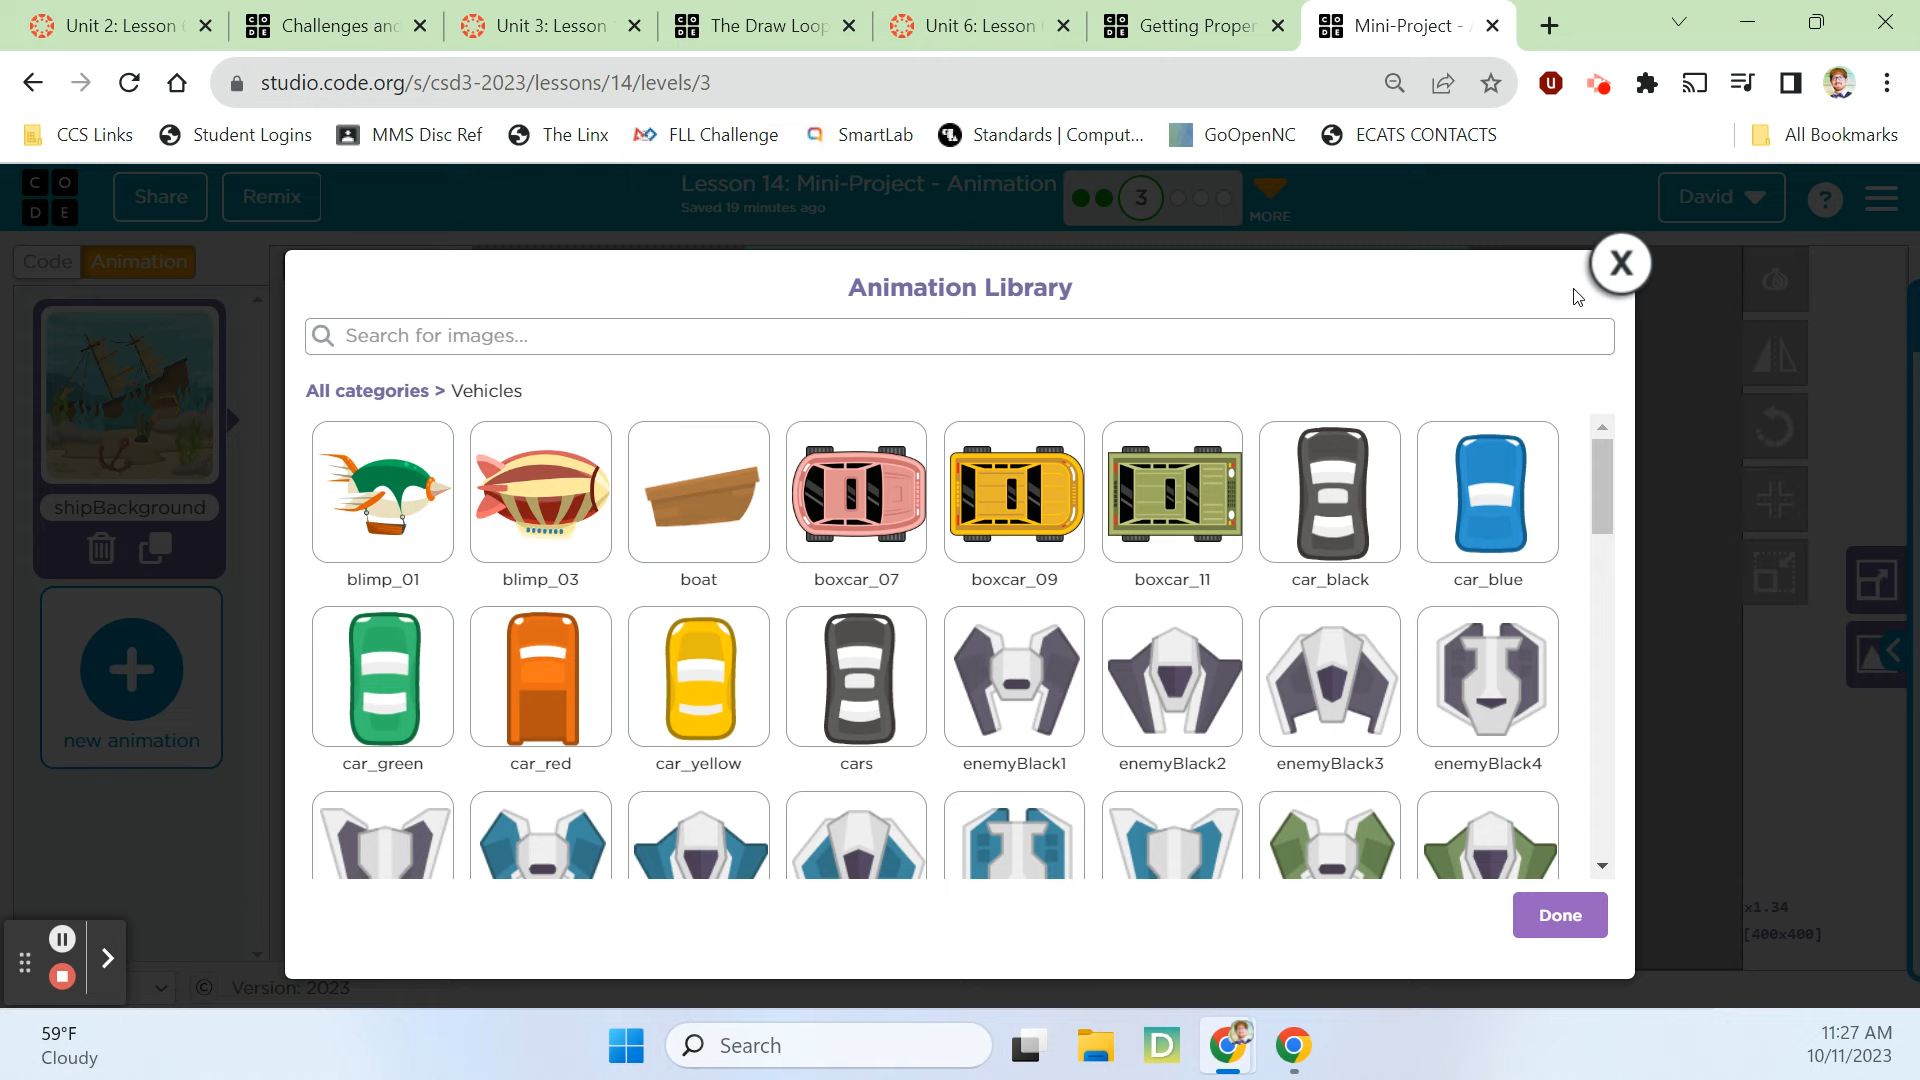 Unit 2: Lesson
Challenges and
Unit 3: Lesson
The Draw Loop
Unit 6: Lesson
Getting Proper
Mini-Project -
studio.code.org/s/csd3-2023/lessons/14/levels/3
CCS Links
Student Logins
MMS Disc Ref
The Linx
FLL Challenge
SmartLab
Standards | Comput...
GoOpenNC
ECATS CONTACTS
All Bookmarks
C O
D E
Share
Remix
Lesson 14: Mini-Project - Animation
Saved 19 minutes ago
3
MORE
David
?
Code
Animation
X
Animation Library
Search for images...
All categories > Vehicles
shipBackground
new animation
blimp_01
blimp_03
boat
boxcar_07
boxcar_09
boxcar_11
car_black
car_blue
car_green
car_red
car_yellow
cars
enemyBlack1
enemyBlack2
enemyBlack3
enemyBlack4
Done
x1.34
[400x400]
© Version: 2023
59°F
Cloudy
Search
D
11:27 AM
10/11/2023